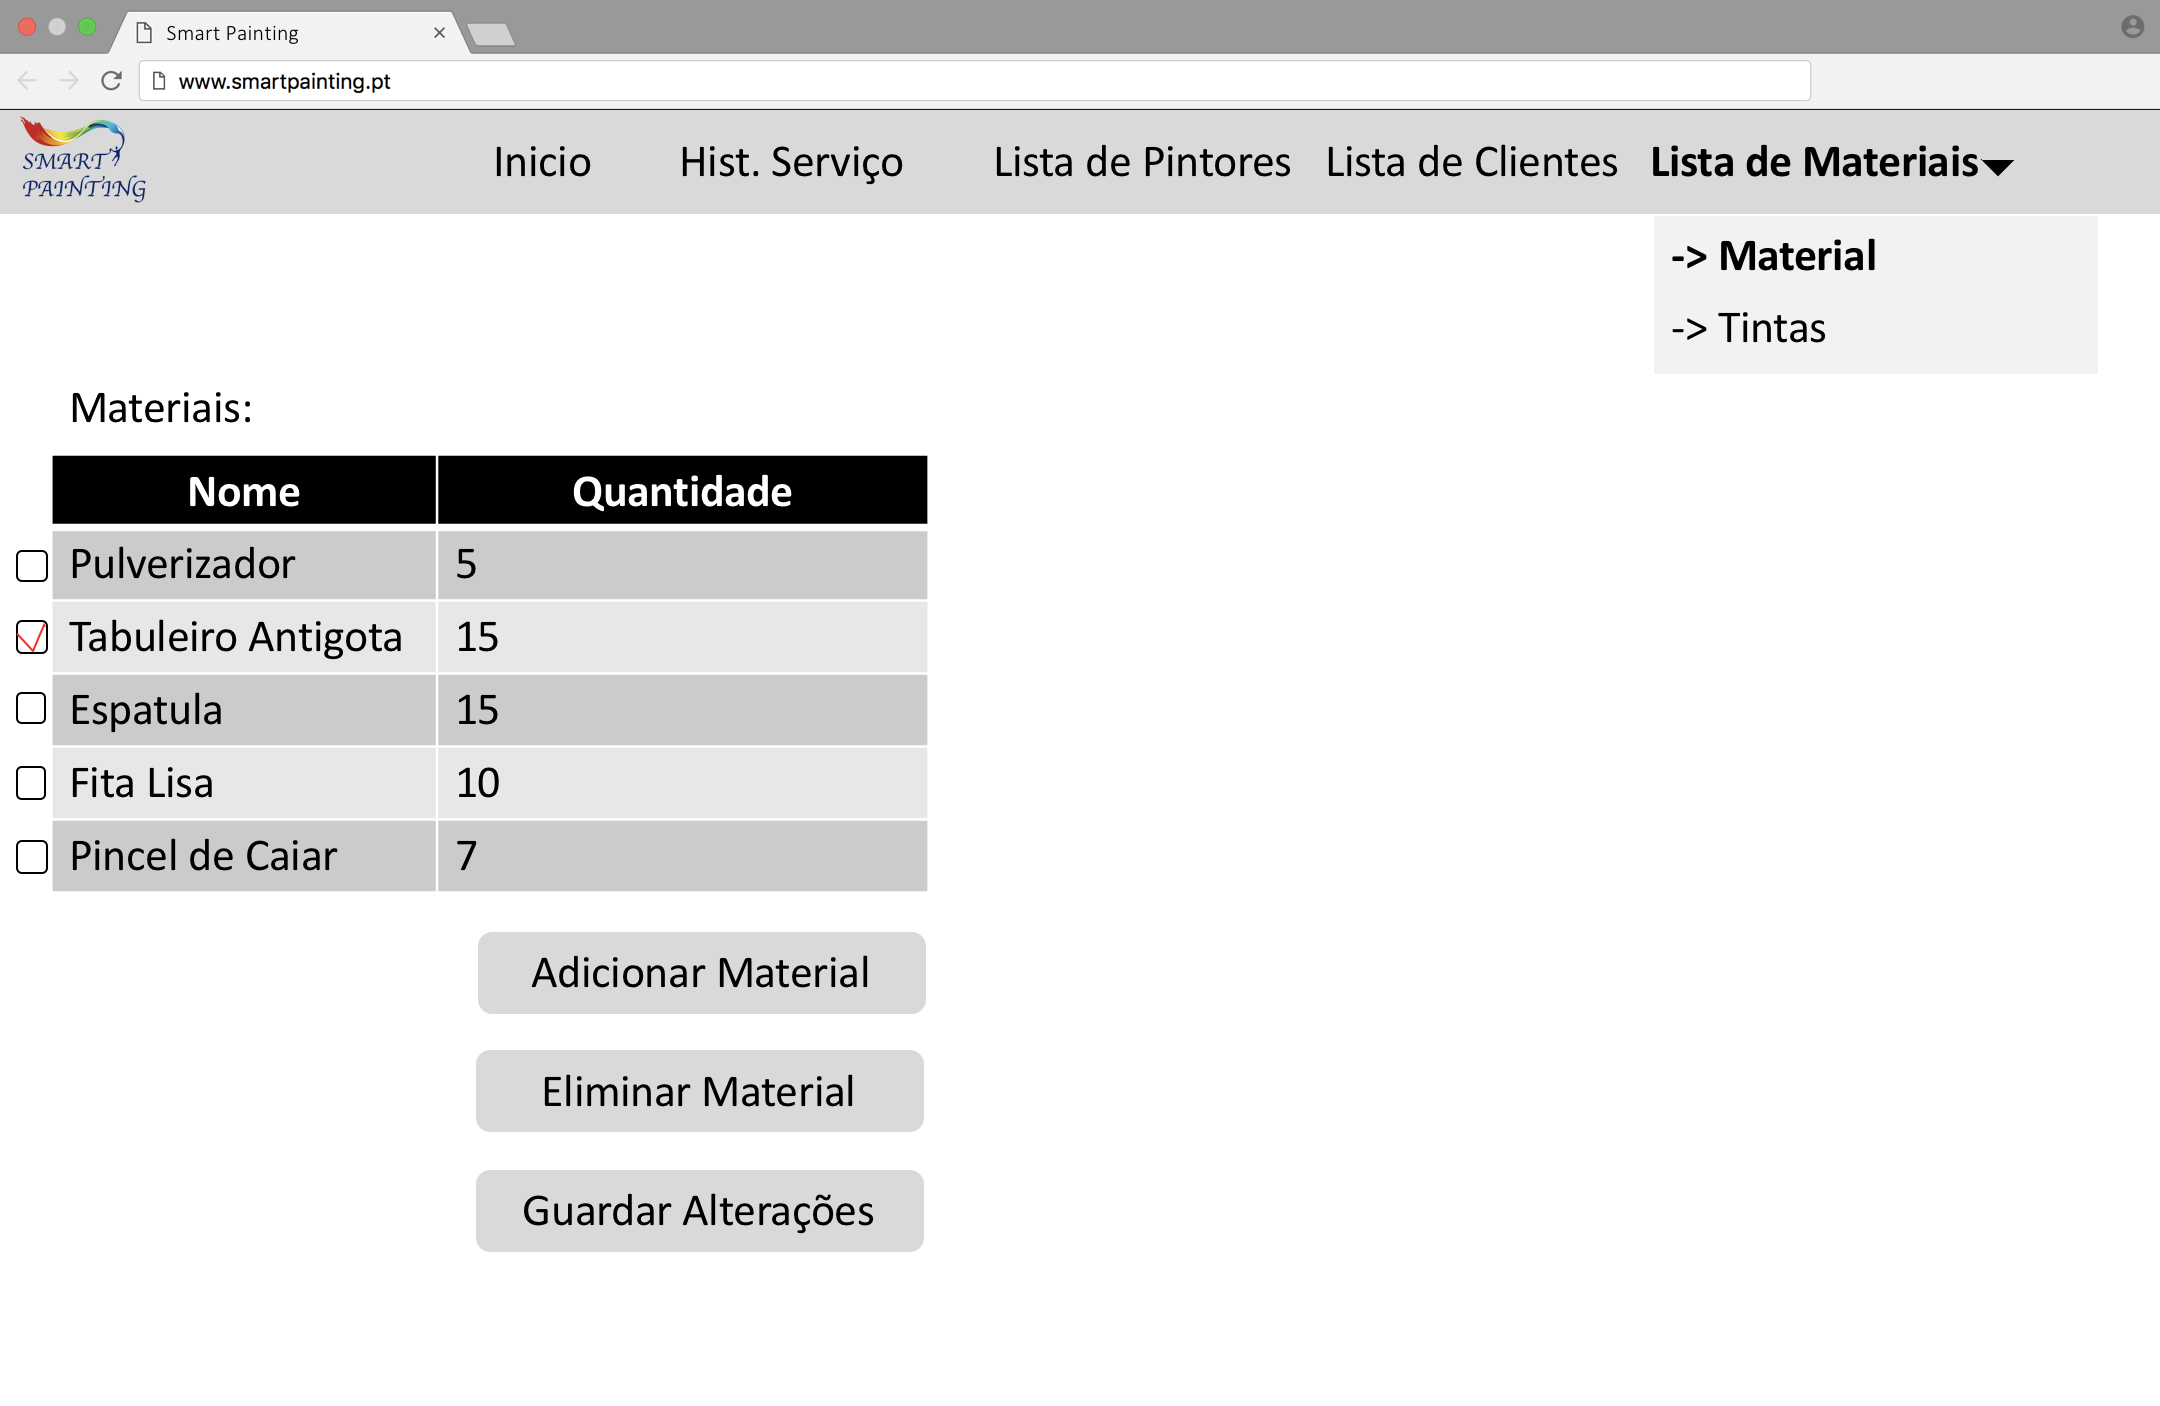 Smart Painting
www.smartpainting.pt
SMART
PAINTING
Inicio Hist. Serviço Lista de Pintores Lista de Clientes Lista de Materiais
-> Material
-> Tintas
Materiais:
Nome Quantidade
Pulverizador 5
Tabuleiro Antigota 15
Espatula 15
Fita Lisa 10
Pincel de Caiar 7
Adicionar Material
Eliminar Material
Guardar Alterações